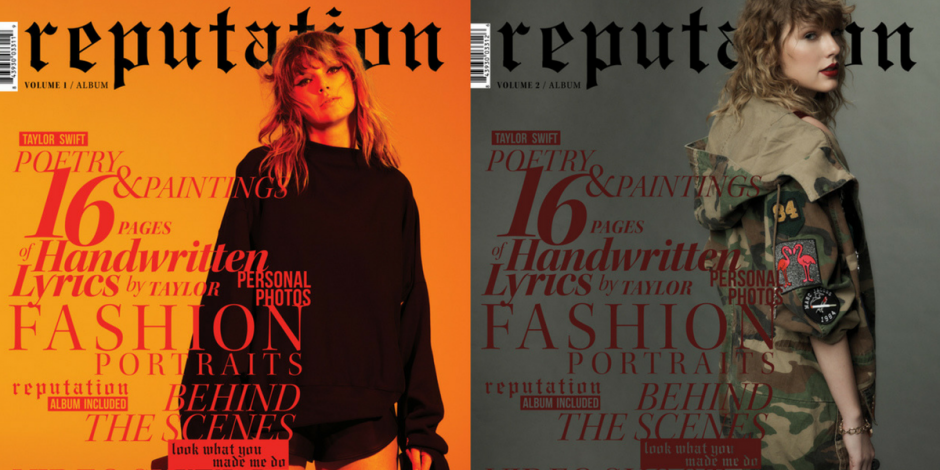 reputation
VOLUME 1 / ALBUM
TAYLOR SWIFT
POETRY
& PAINTINGS
16 PAGES
of Handwritten
Lyrics by TAYLOR
PERSONAL
PHOTOS
FASHION
PORTRAITS
reputation
ALBUM INCLUDED
BEHIND
THE SCENES
look what you
made me do
reputation
VOLUME 2 / ALBUM
TAYLOR SWIFT
POETRY
& PAINTINGS
16 PAGES
of Handwritten
Lyrics by TAYLOR
PERSONAL
PHOTOS
FASHION
PORTRAITS
reputation
ALBUM INCLUDED
BEHIND
THE SCENES
look what you
made me do
84
1984